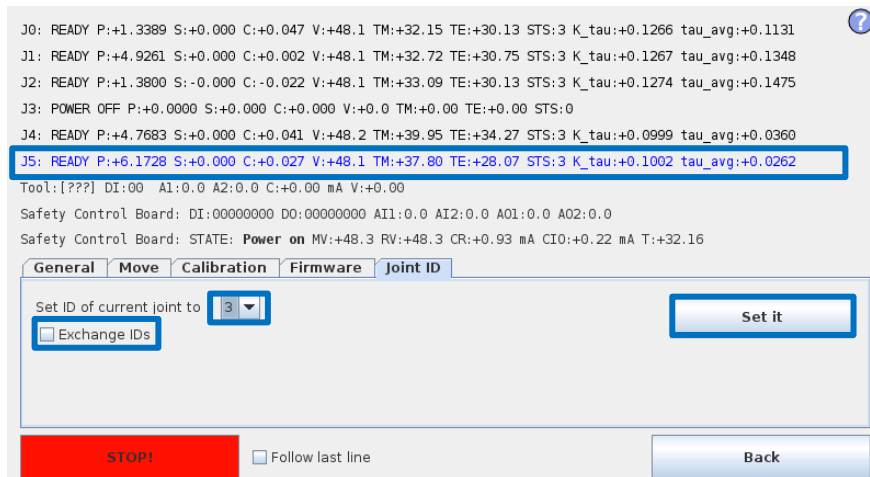 J0: READY P:+1.3389 S:+0.000 C:+0.047 V:+48.1 TM:+32.15 TE:+30.13 STS:3 K_tau:+0.1266 tau_avg:+0.1131
?
J1: READY P:+4.9261 S:+0.000 C:+0.002 V:+48.1 TM:+32.72 TE:+30.75 STS:3 K_tau:+0.1267 tau_avg:+0.1348
J2: READY P:+1.3800 S:-0.000 C:-0.022 V:+48.1 TM:+33.09 TE:+30.13 STS:3 K_tau:+0.1274 tau_avg:+0.1475
J3: POWER OFF P:+0.0000 S:+0.000 C:+0.000 V:+0.0 TM:+0.00 TE:+0.00 STS:0
J4: READY P:+4.7683 S:+0.000 C:+0.041 V:+48.2 TM:+39.95 TE:+34.27 STS:3 K_tau:+0.0999 tau_avg:+0.0360
J5: READY P:+6.1728 S:+0.000 C:+0.027 V:+48.1 TM:+37.80 TE:+28.07 STS:3 K_tau:+0.1002 tau_avg:+0.0262
Tool:[???] DI:00 A1:0.0 A2:0.0 C:+0.00 mA V:+0.00
Safety Control Board: DI:00000000 DO:00000000 AI1:0.0 AI2:0.0 AO1:0.0 AO2:0.0
Safety Control Board: STATE: Power on MV:+48.3 RV:+48.3 CR:+0.93 mA CIO:+0.22 mA T:+32.16
General Move Calibration Firmware Joint ID
Set ID of current joint to 3
Set it
Exchange IDs
STOP! Follow last line Back